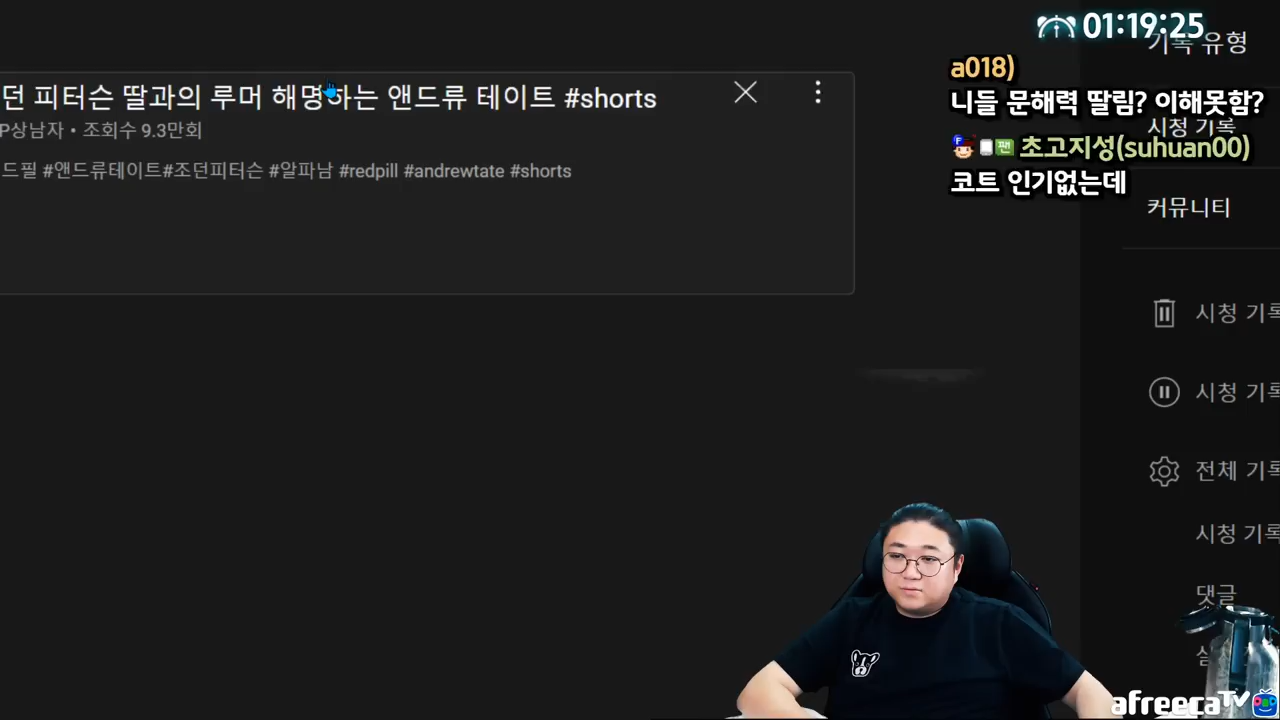 01:19:25
기록 유형
a018)
니들 문해력 딸림? 이해못함?
시청 기록
초고지성(suhuan00)
코트 인기없는데
커뮤니티
던 피터슨 딸과의 루머 해명하는 앤드류 테이트 #shorts
P상남자 • 조회수 9.3만회
드필 #앤드류테이트#조던피터슨 #알파남 #redpill #andrewtate #shorts
시청 기록
시청 기록
전체 기록
시청 기록
댓글
afreecaTV